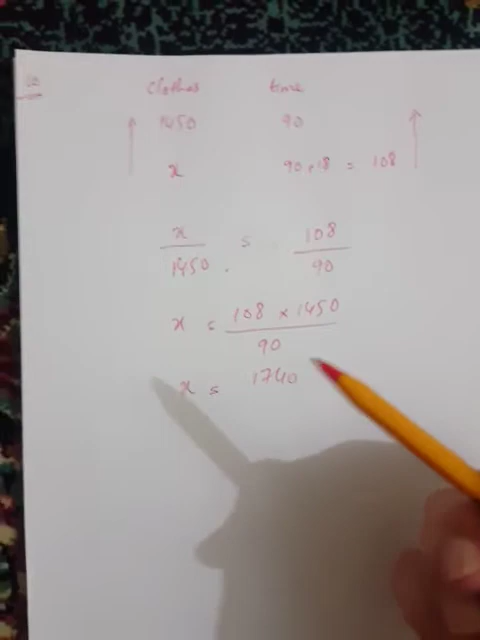 clothes time
1450 90
x 90+18 = 108
x/1450 = 108/90
x = 108 × 1450 / 90
x = 1740